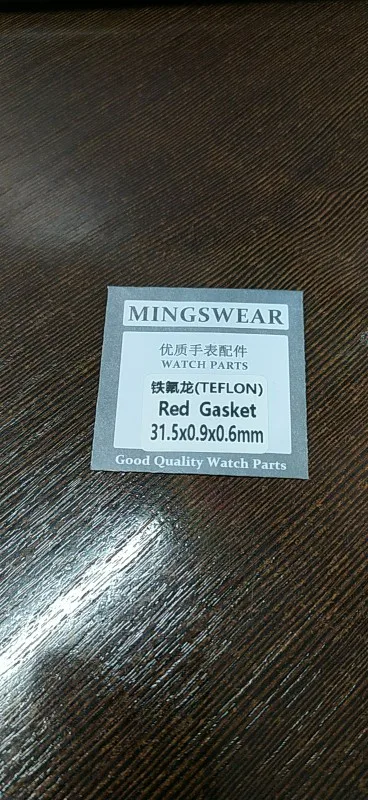 MINGSWEAR
优质手表配件
WATCH PARTS
铁氟龙(TEFLON)
Red Gasket
31.5x0.9x0.6mm
Good Quality Watch Parts